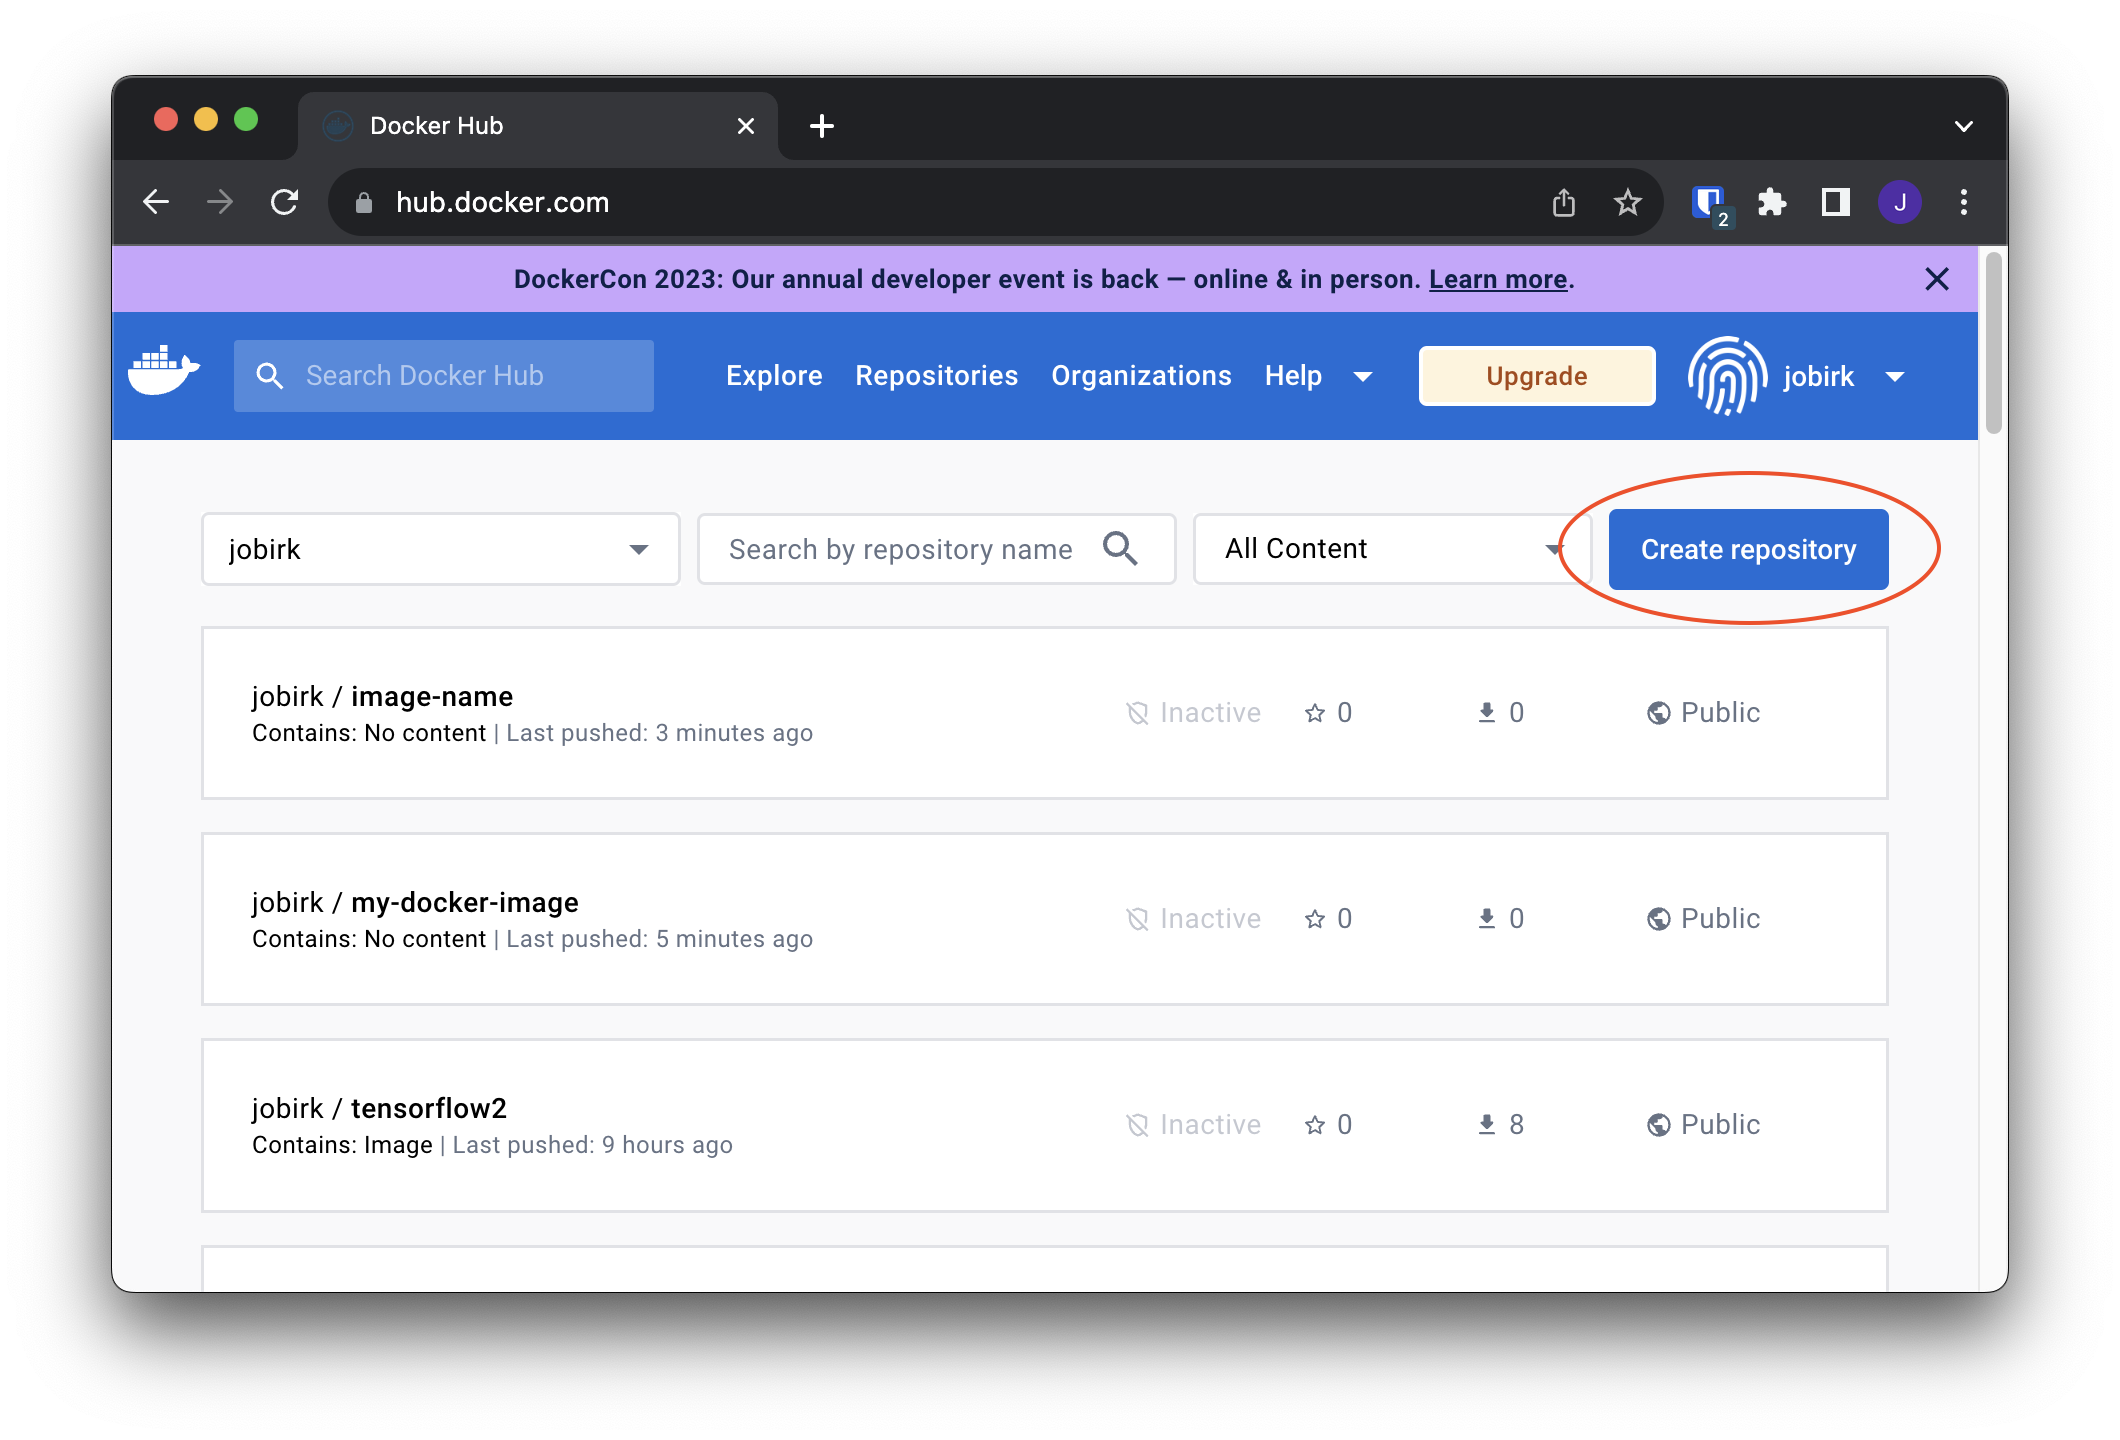 Docker Hub
hub.docker.com
2
J
DockerCon 2023: Our annual developer event is back — online & in person. Learn more.
Search Docker Hub
Explore
Repositories
Organizations
Help
Upgrade
jobirk
jobirk
Search by repository name
All Content
Create repository
jobirk / image-name
Contains: No content | Last pushed: 3 minutes ago
Inactive
0
0
Public
jobirk / my-docker-image
Contains: No content | Last pushed: 5 minutes ago
Inactive
0
0
Public
jobirk / tensorflow2
Contains: Image | Last pushed: 9 hours ago
Inactive
0
8
Public